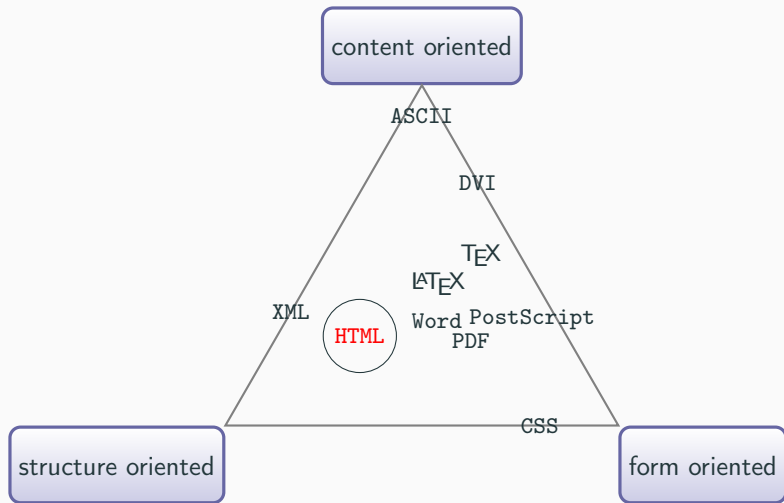 content oriented
ASCII
DVI
TEX
LATEX
XML
Word PostScript
HTML
PDF
CSS
structure oriented
form oriented